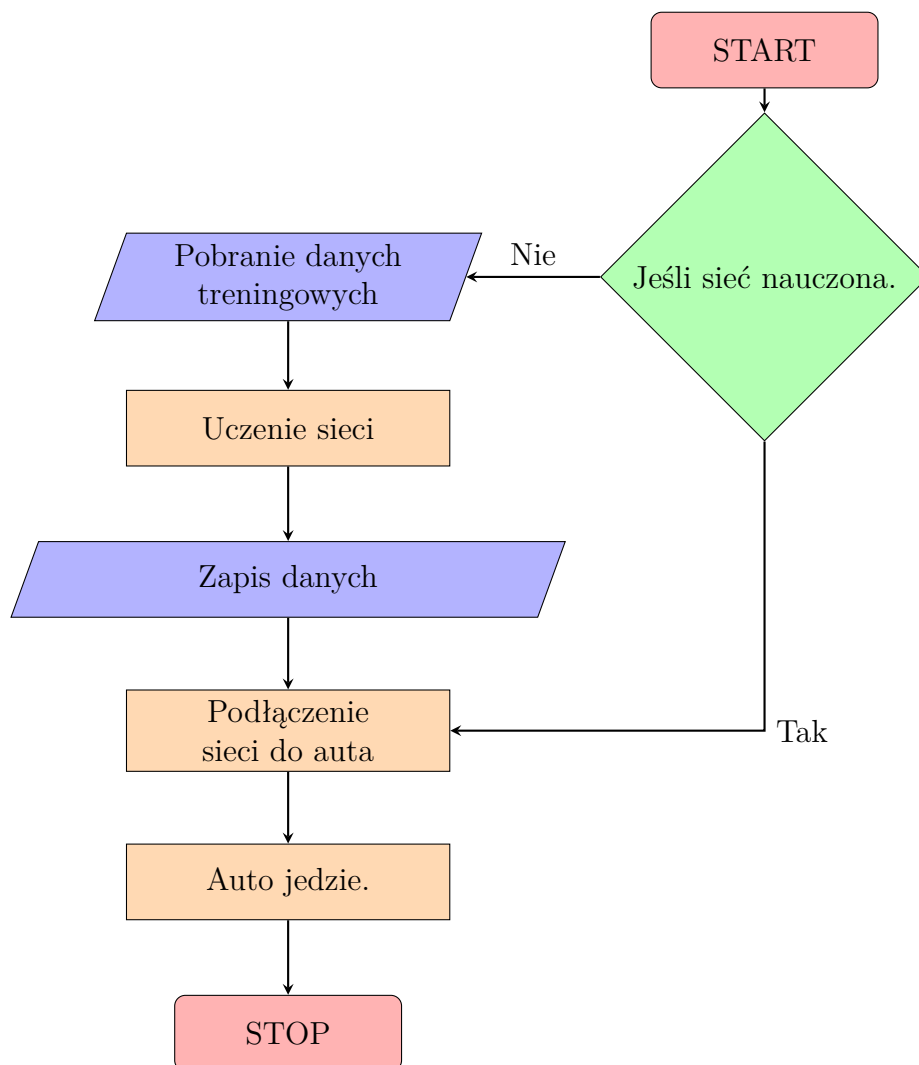 START
Jeśli sieć nauczona.
Nie
Pobranie danych
treningowych
Uczenie sieci
Zapis danych
Podłączenie
sieci do auta
Tak
Auto jedzie.
STOP